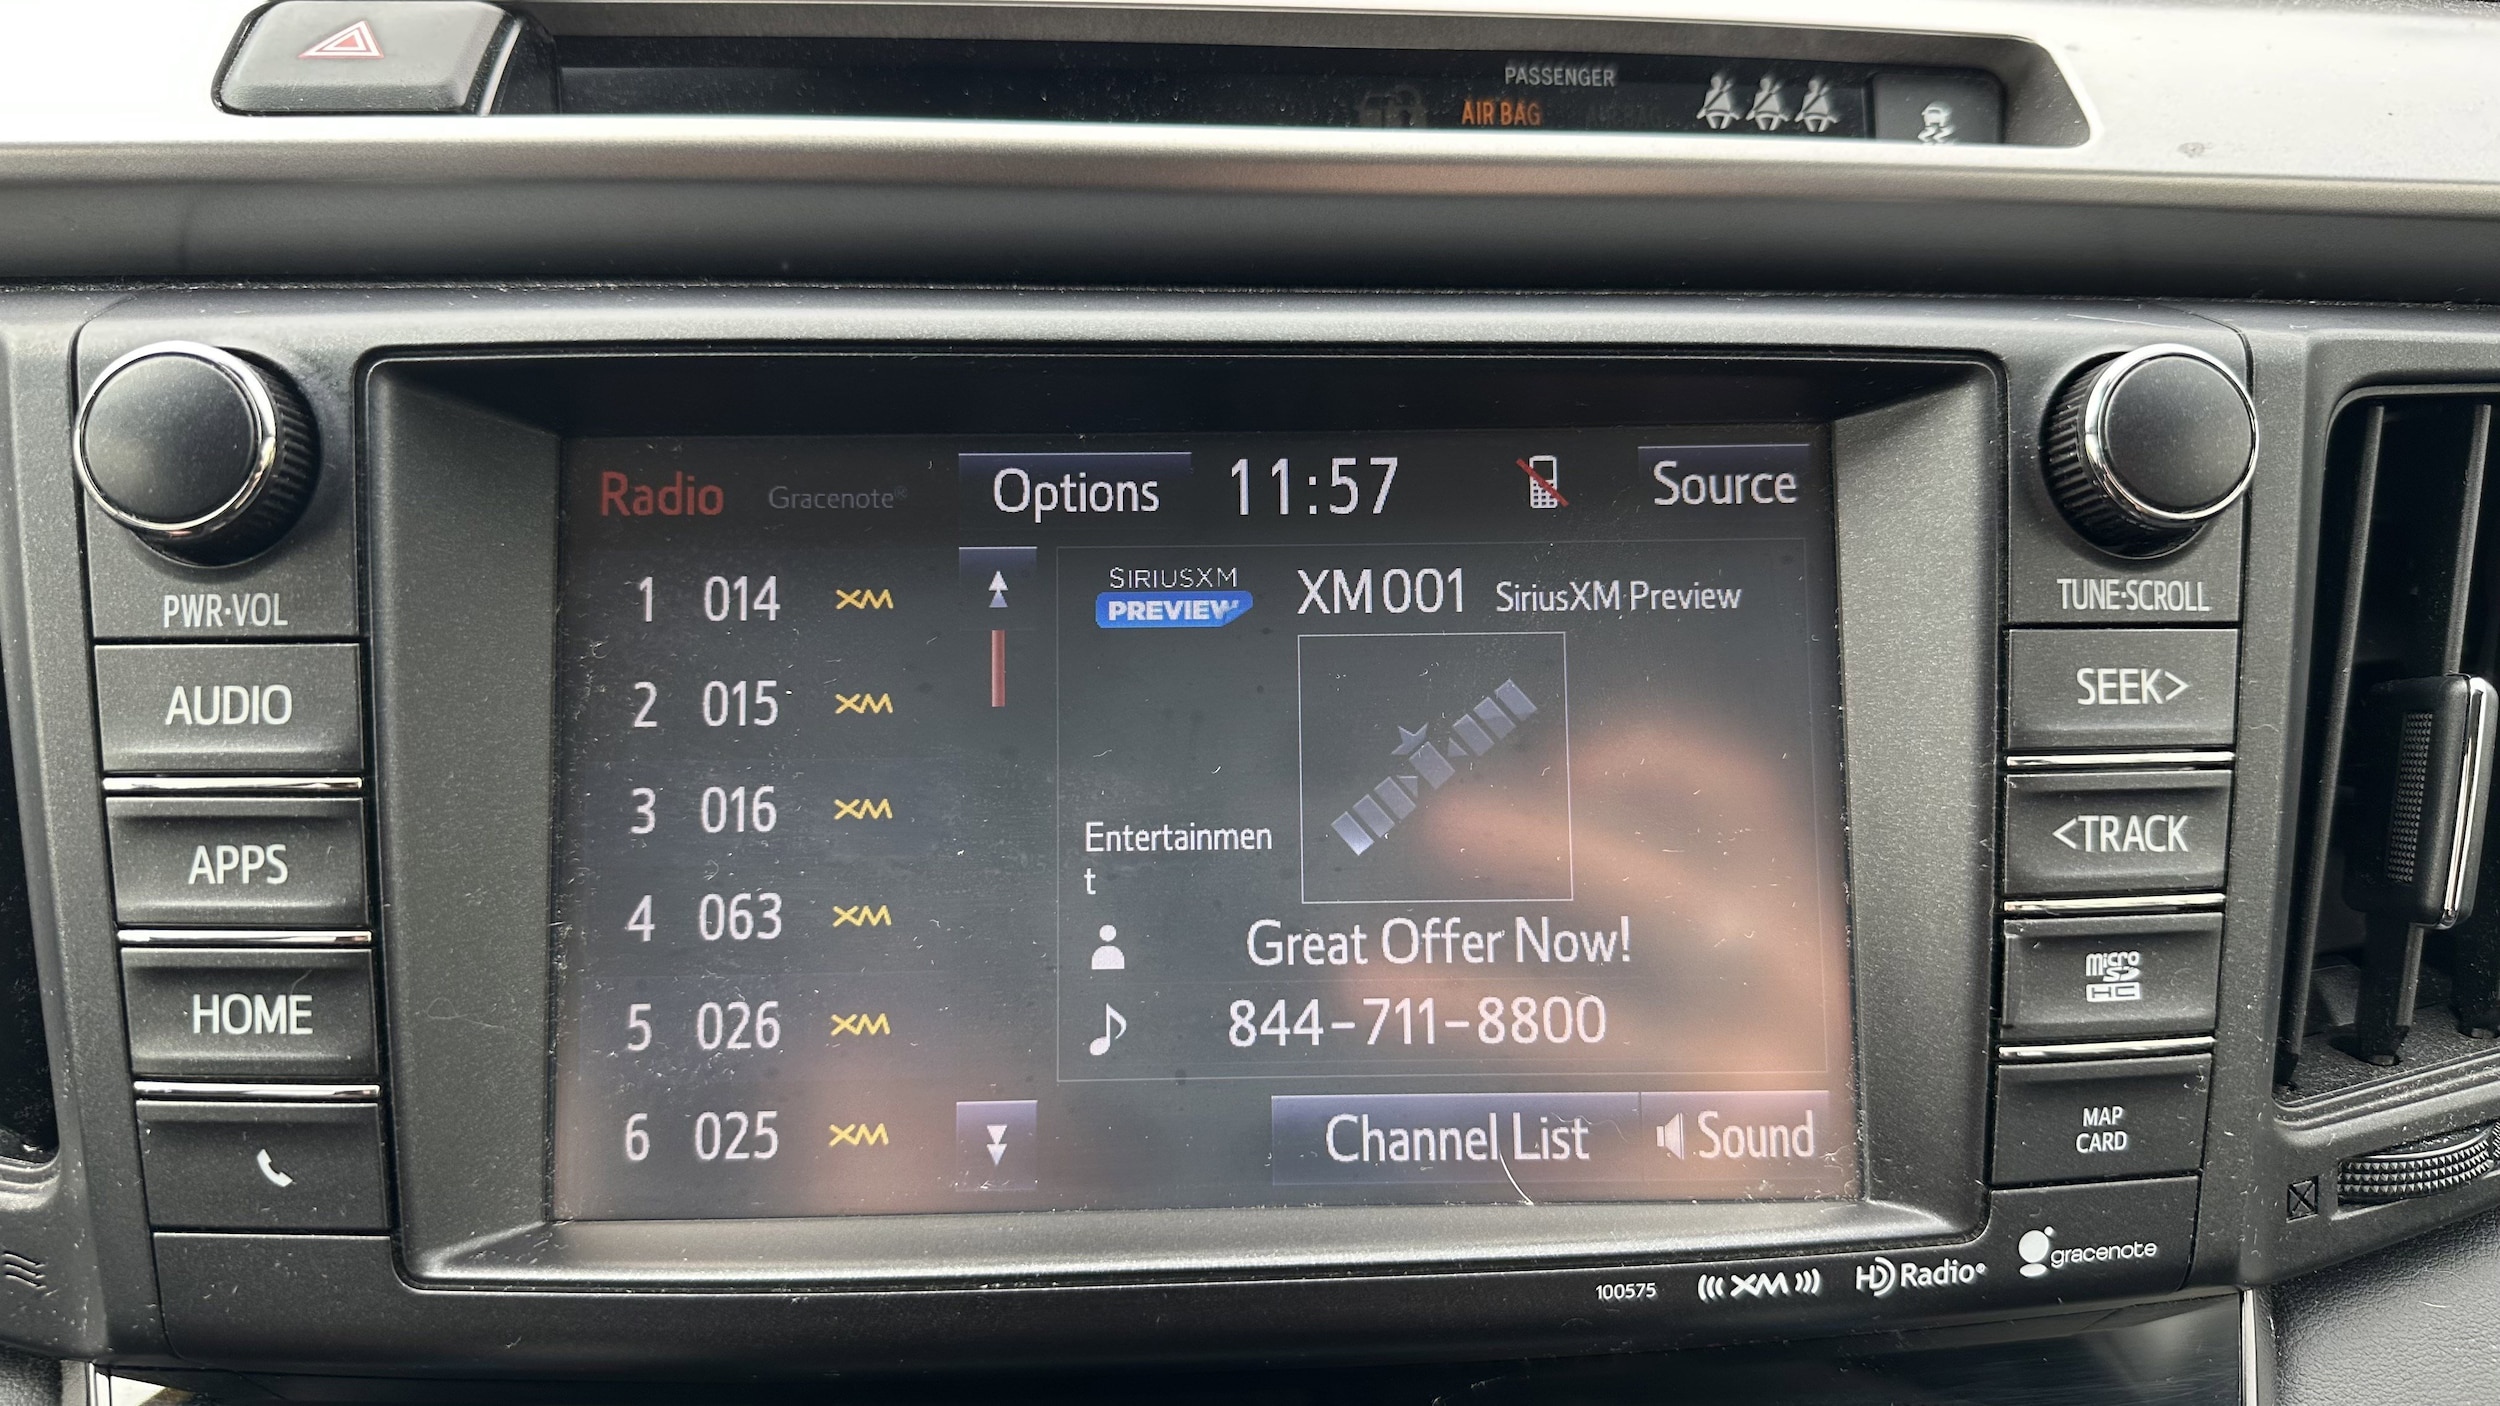 PASSENGER
AIR BAG
Radio Gracenote® Options 11:57 Source
1 014 XM
2 015 XM
3 016 XM
4 063 XM
5 026 XM
6 025 XM
SIRIUSXM
PREVIEW
XM001 SiriusXM Preview
Entertainmen
t
Great Offer Now!
844-711-8800
Channel List Sound
PWR·VOL
AUDIO
APPS
HOME
TUNE·SCROLL
SEEK>
<TRACK
micro
SD
HC
MAP
CARD
100575 XM HD Radio® gracenote